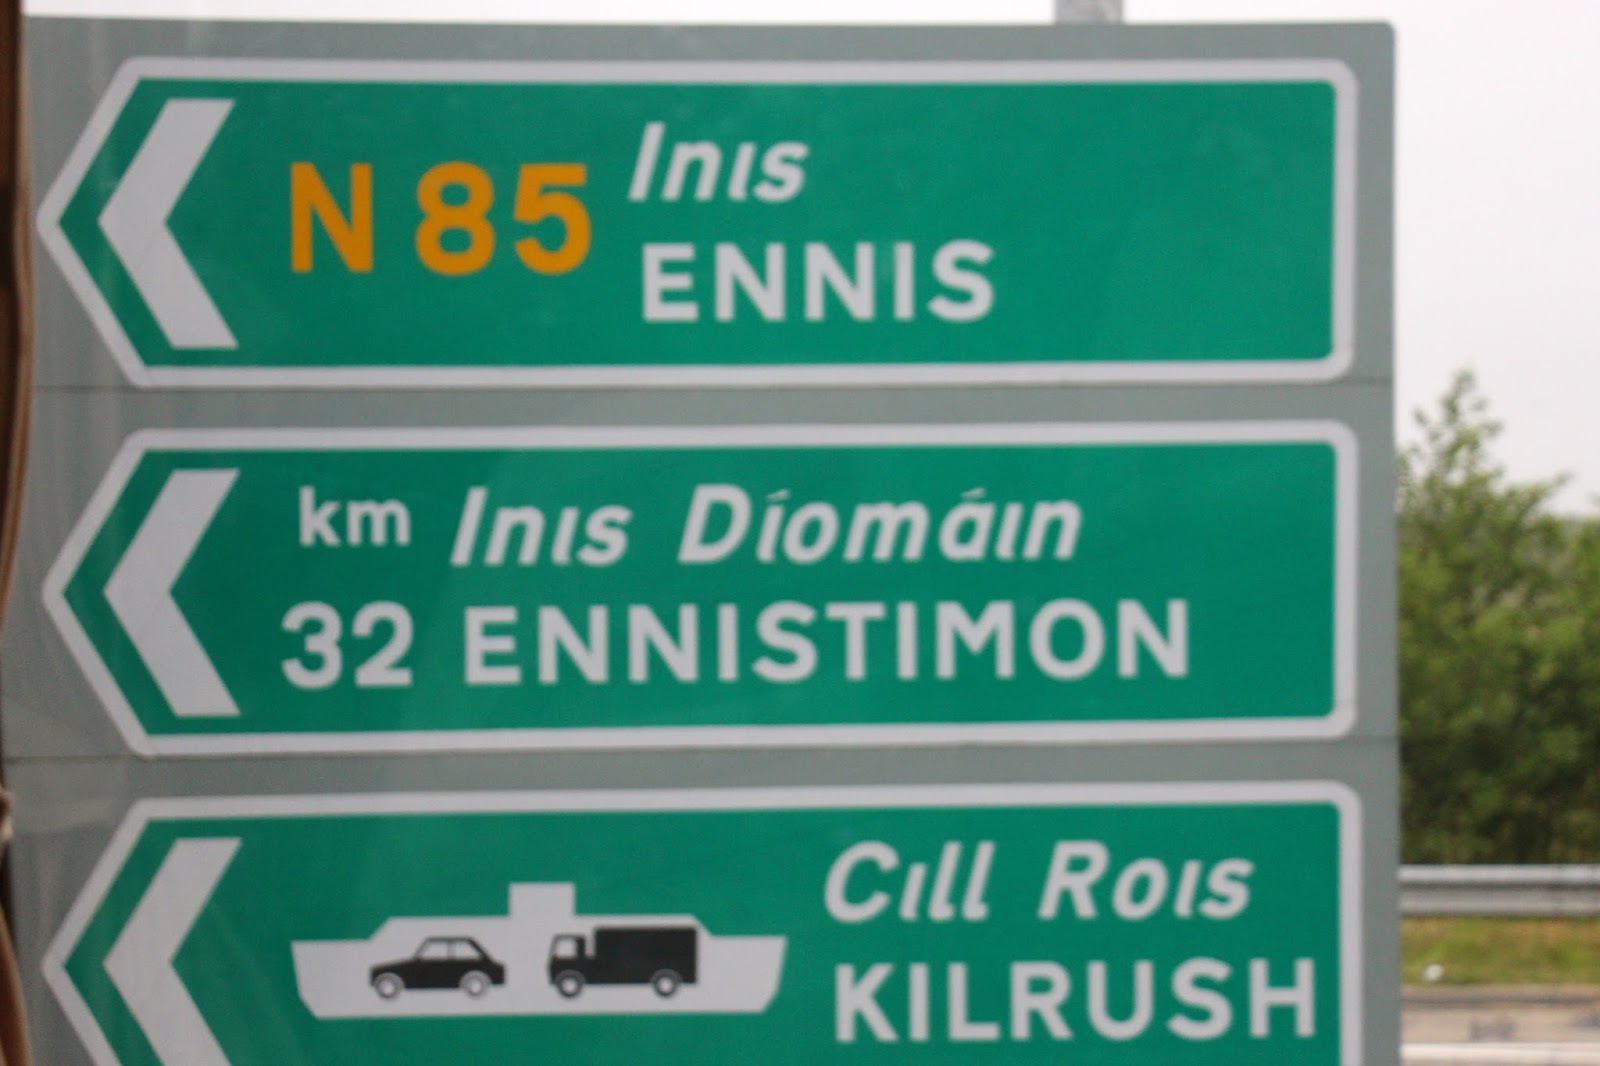 N 85 Inis
ENNIS
km Inis Díomáin
32 ENNISTIMON
Cill Rois
KILRUSH